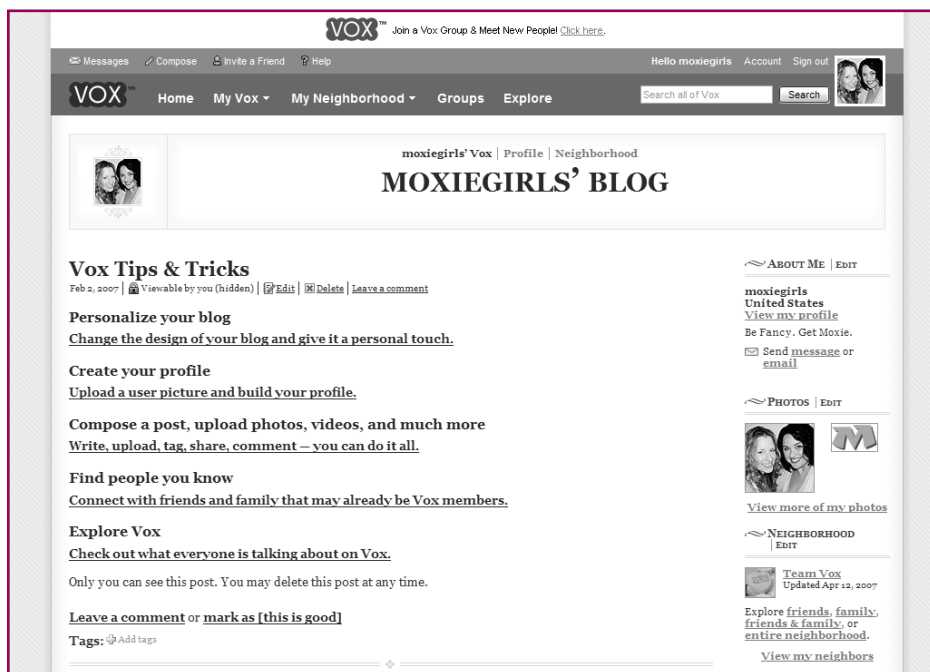 VOX™ Join a Vox Group & Meet New People! Click here.
Messages Compose Invite a Friend ? Help Hello moxiegirls Account Sign out
VOX™ Home My Vox My Neighborhood Groups Explore Search all of Vox Search
moxiegirls’ Vox | Profile | Neighborhood
MOXIEGIRLS’ BLOG
Vox Tips & Tricks
Feb 2, 2007 | Viewable by you (hidden) | Edit | Delete | Leave a comment
Personalize your blog
Change the design of your blog and give it a personal touch.
Create your profile
Upload a user picture and build your profile.
Compose a post, upload photos, videos, and much more
Write, upload, tag, share, comment — you can do it all.
Find people you know
Connect with friends and family that may already be Vox members.
Explore Vox
Check out what everyone is talking about on Vox.
Only you can see this post. You may delete this post at any time.
Leave a comment or mark as [this is good]
Tags: Add tags
About Me | Edit
moxiegirls
United States
View my profile
Be Fancy. Get Moxie.
Send message or
email
Photos | Edit
M
View more of my photos
Neighborhood
| Edit
Team Vox
Updated Apr 12, 2007
Explore friends, family,
friends & family, or
entire neighborhood.
View my neighbors